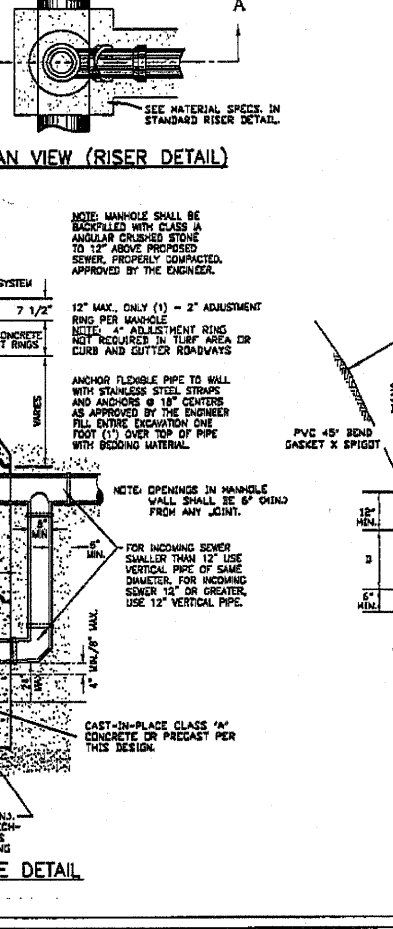 A
SEE MATERIAL SPECS. IN
STANDARD RISER DETAIL.
AN VIEW (RISER DETAIL)
NOTE: MANHOLE SHALL BE
BACKFILLED WITH CLASS IA
ANGULAR CRUSHED STONE
TO 12" ABOVE PROPOSED
SEWER, PROPERLY COMPACTED,
APPROVED BY THE ENGINEER.
SYSTEM
7 1/2"
12" MAX., ONLY (1) - 2" ADJUSTMENT
RING PER MANHOLE
NOTE: 4" ADJUSTMENT RING
NOT REQUIRED IN TURF AREA OR
CURB AND GUTTER ROADWAYS
ONCRETE
T RINGS
VARIES
ANCHOR FLEXIBLE PIPE TO WALL
WITH STAINLESS STEEL STRAPS
AND ANCHORS @ 18" CENTERS
AS APPROVED BY THE ENGINEER
FILL ENTIRE EXCAVATION ONE
FOOT (1') OVER TOP OF PIPE
WITH BEDDING MATERIAL
PVC 45° BEND
GASKET X SPIGOT
NOTE: OPENINGS IN MANHOLE
WALL SHALL BE 6" (MIN.)
FROM ANY JOINT.
8"
MIN
6"
MIN.
FOR INCOMING SEWER
SMALLER THAN 12" USE
VERTICAL PIPE OF SAME
DIAMETER. FOR INCOMING
SEWER 12" OR GREATER,
USE 12" VERTICAL PIPE.
12"
MIN.
D
6"
MIN.
4" MIN./8" MAX.
24"
MAX
CAST-IN-PLACE CLASS "A"
CONCRETE OR PRECAST PER
THIS DESIGN.
ECH-
NG
E DETAIL